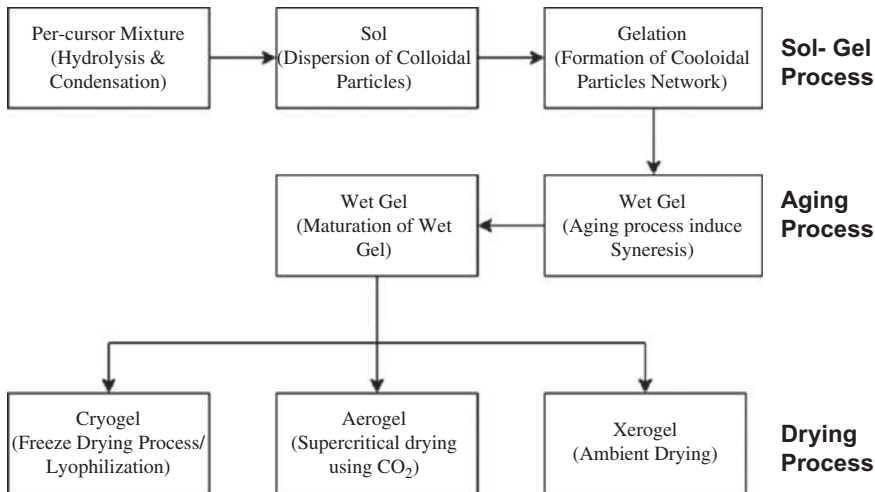 Per-cursor Mixture
(Hydrolysis &
Condensation)
Sol
(Dispersion of Colloidal
Particles)
Gelation
(Formation of Cooloidal
Particles Network)
Sol- Gel
Process
Wet Gel
(Maturation of Wet
Gel)
Wet Gel
(Aging process induce
Syneresis)
Aging
Process
Cryogel
(Freeze Drying Process/
Lyophilization)
Aerogel
(Supercritical drying
using CO₂)
Xerogel
(Ambient Drying)
Drying
Process